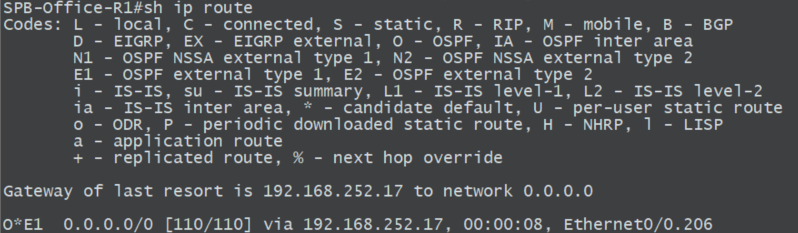 SPB-Office-R1#sh ip route
Codes: L - local, C - connected, S - static, R - RIP, M - mobile, B - BGP
D - EIGRP, EX - EIGRP external, O - OSPF, IA - OSPF inter area
N1 - OSPF NSSA external type 1, N2 - OSPF NSSA external type 2
E1 - OSPF external type 1, E2 - OSPF external type 2
i - IS-IS, su - IS-IS summary, L1 - IS-IS level-1, L2 - IS-IS level-2
ia - IS-IS inter area, * - candidate default, U - per-user static route
o - ODR, P - periodic downloaded static route, H - NHRP, l - LISP
a - application route
+ - replicated route, % - next hop override
Gateway of last resort is 192.168.252.17 to network 0.0.0.0
O*E1 0.0.0.0/0 [110/110] via 192.168.252.17, 00:00:08, Ethernet0/0.206